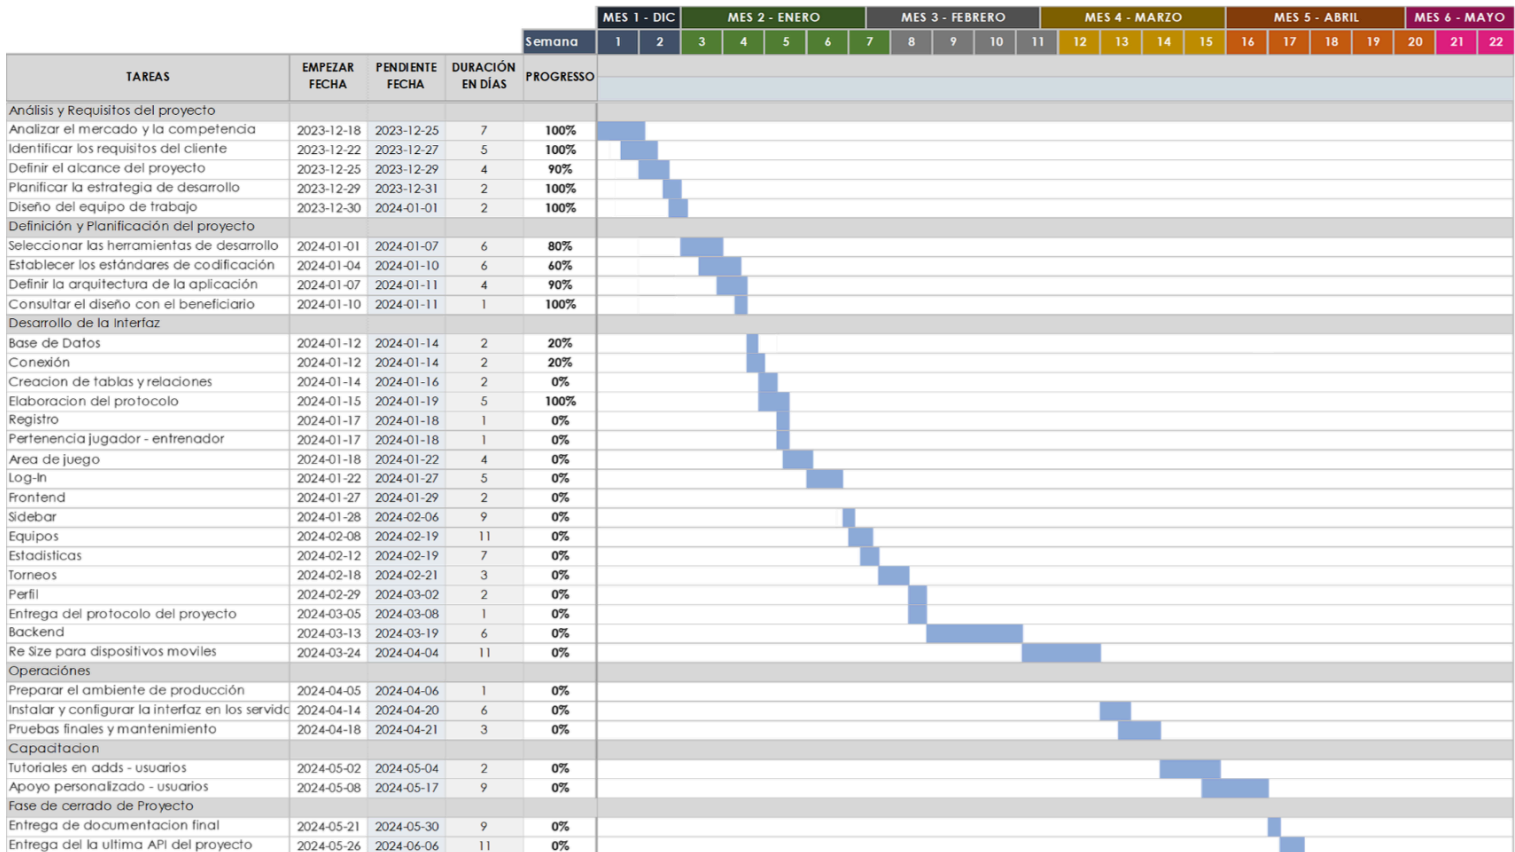 MES 1 - DIC MES 2 - ENERO MES 3 - FEBRERO MES 4 - MARZO MES 5 - ABRIL MES 6 - MAYO
Semana 1 2 3 4 5 6 7 8 9 10 11 12 13 14 15 16 17 18 19 20 21 22
TAREAS EMPEZAR FECHA PENDIENTE FECHA DURACIÓN EN DÍAS PROGRESSO
Análisis y Requisitos del proyecto
Analizar el mercado y la competencia 2023-12-18 2023-12-25 7 100%
Identificar los requisitos del cliente 2023-12-22 2023-12-27 5 100%
Definir el alcance del proyecto 2023-12-25 2023-12-29 4 90%
Planificar la estrategia de desarrollo 2023-12-29 2023-12-31 2 100%
Diseño del equipo de trabajo 2023-12-30 2024-01-01 2 100%
Definición y Planificación del proyecto
Seleccionar las herramientas de desarrollo 2024-01-01 2024-01-07 6 80%
Establecer los estándares de codificación 2024-01-04 2024-01-10 6 60%
Definir la arquitectura de la aplicación 2024-01-07 2024-01-11 4 90%
Consultar el diseño con el beneficiario 2024-01-10 2024-01-11 1 100%
Desarrollo de la Interfaz
Base de Datos 2024-01-12 2024-01-14 2 20%
Conexión 2024-01-12 2024-01-14 2 20%
Creacion de tablas y relaciones 2024-01-14 2024-01-16 2 0%
Elaboracion del protocolo 2024-01-15 2024-01-19 5 100%
Registro 2024-01-17 2024-01-18 1 0%
Pertenencia jugador - entrenador 2024-01-17 2024-01-18 1 0%
Area de juego 2024-01-18 2024-01-22 4 0%
Log-In 2024-01-22 2024-01-27 5 0%
Frontend 2024-01-27 2024-01-29 2 0%
Sidebar 2024-01-28 2024-02-06 9 0%
Equipos 2024-02-08 2024-02-19 11 0%
Estadisticas 2024-02-12 2024-02-19 7 0%
Torneos 2024-02-18 2024-02-21 3 0%
Perfil 2024-02-29 2024-03-02 2 0%
Entrega del protocolo del proyecto 2024-03-05 2024-03-08 1 0%
Backend 2024-03-13 2024-03-19 6 0%
Re Size para dispositivos moviles 2024-03-24 2024-04-04 11 0%
Operaciónes
Preparar el ambiente de producción 2024-04-05 2024-04-06 1 0%
Instalar y configurar la interfaz en los servidc 2024-04-14 2024-04-20 6 0%
Pruebas finales y mantenimiento 2024-04-18 2024-04-21 3 0%
Capacitacion
Tutoriales en adds - usuarios 2024-05-02 2024-05-04 2 0%
Apoyo personalizado - usuarios 2024-05-08 2024-05-17 9 0%
Fase de cerrado de Proyecto
Entrega de documentacion final 2024-05-21 2024-05-30 9 0%
Entrega del la ultima API del proyecto 2024-05-26 2024-06-06 11 0%